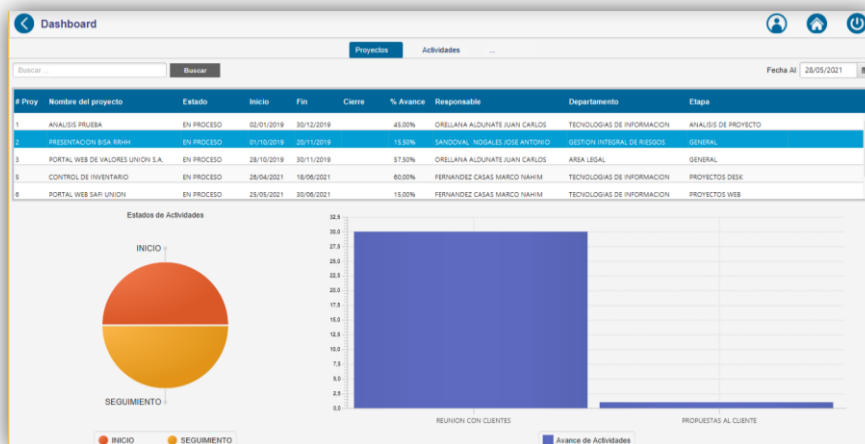 Dashboard
Proyectos Actividades ...
Buscar ... Buscar Fecha Al 28/05/2021
# Proy Nombre del proyecto Estado Inicio Fin Cierre % Avance Responsable Departamento Etapa
1 ANALISIS PRUEBA EN PROCESO 02/01/2019 30/12/2019 45.00% ORELLANA ALDUNATE JUAN CARLOS TECNOLOGIAS DE INFORMACION ANALISIS DE PROYECTO
2 PRESENTACION BISA RRHH EN PROCESO 01/10/2019 20/11/2019 15.50% SANDOVAL NOGALES JOSE ANTONIO GESTION INTEGRAL DE RIESGOS GENERAL
3 PORTAL WEB DE VALORES UNION S.A. EN PROCESO 28/10/2019 30/11/2019 57.50% ORELLANA ALDUNATE JUAN CARLOS AREA LEGAL GENERAL
5 CONTROL DE INVENTARIO EN PROCESO 26/04/2021 18/06/2021 60.00% FERNANDEZ CASAS MARCO NAHIM TECNOLOGIAS DE INFORMACION PROYECTOS DESK
6 PORTAL WEB SAFI UNION EN PROCESO 25/05/2021 30/06/2021 15.00% FERNANDEZ CASAS MARCO NAHIM TECNOLOGIAS DE INFORMACION PROYECTOS WEB
Estados de Actividades
INICIO
SEGUIMIENTO
INICIO SEGUIMIENTO
32,5
30,0
27,5
25,0
22,5
20,0
17,5
15,0
12,5
10,0
7,5
5,0
2,5
0,0
REUNION CON CLIENTES PROPUESTAS AL CLIENTE
Avance de Actividades